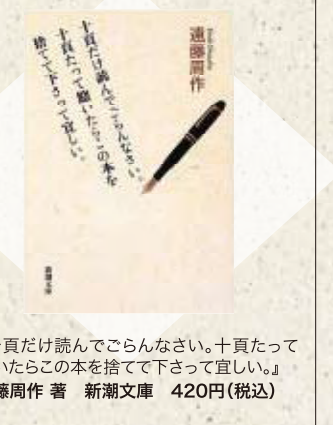 遠藤周作
十頁だけ読んでごらんなさい。
十頁たって飽いたらこの本を
捨てて下さって宜しい。
新潮文庫
頁だけ読んでごらんなさい。十頁たって
いたらこの本を捨てて下さって宜しい。』
藤周作 著 新潮文庫 420円(税込)